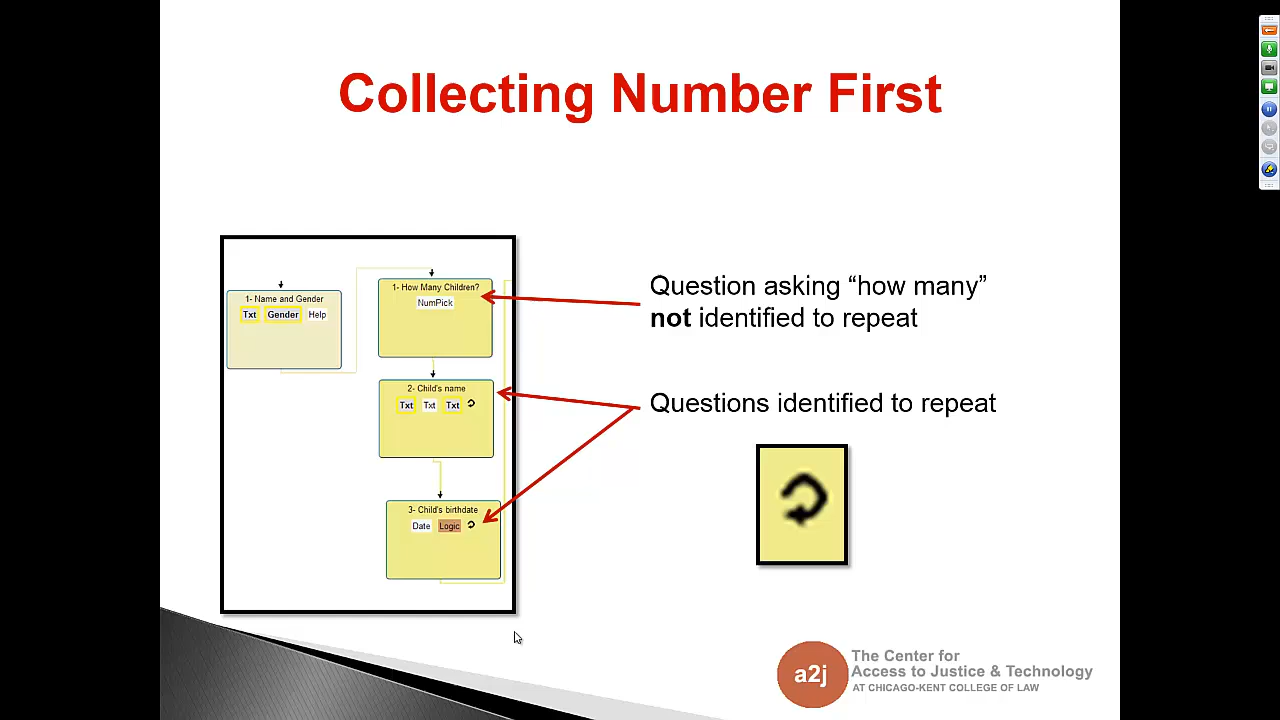 Collecting Number First
1- Name and Gender
Txt Gender Help
1- How Many Children?
NumPick
2- Child's name
Txt Txt Txt
3- Child's birthdate
Date Logic
Question asking “how many”
not identified to repeat
Questions identified to repeat
a2j
The Center for
Access to Justice & Technology
AT CHICAGO-KENT COLLEGE OF LAW